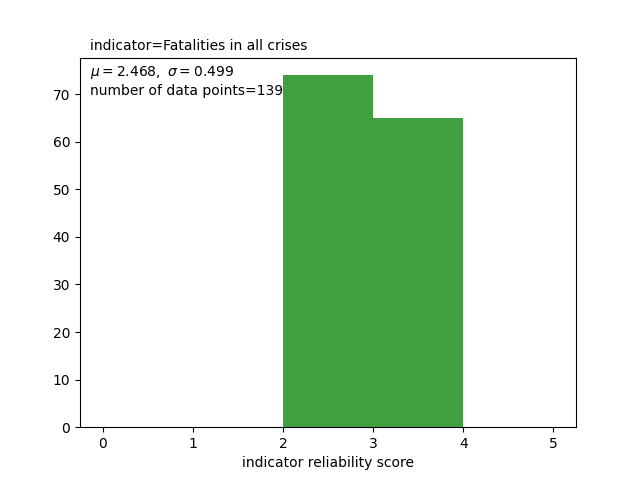 indicator=Fatalities in all crises
μ = 2.468, σ = 0.499
number of data points=139
70
60
50
40
30
20
10
0
0 1 2 3 4 5
indicator reliability score